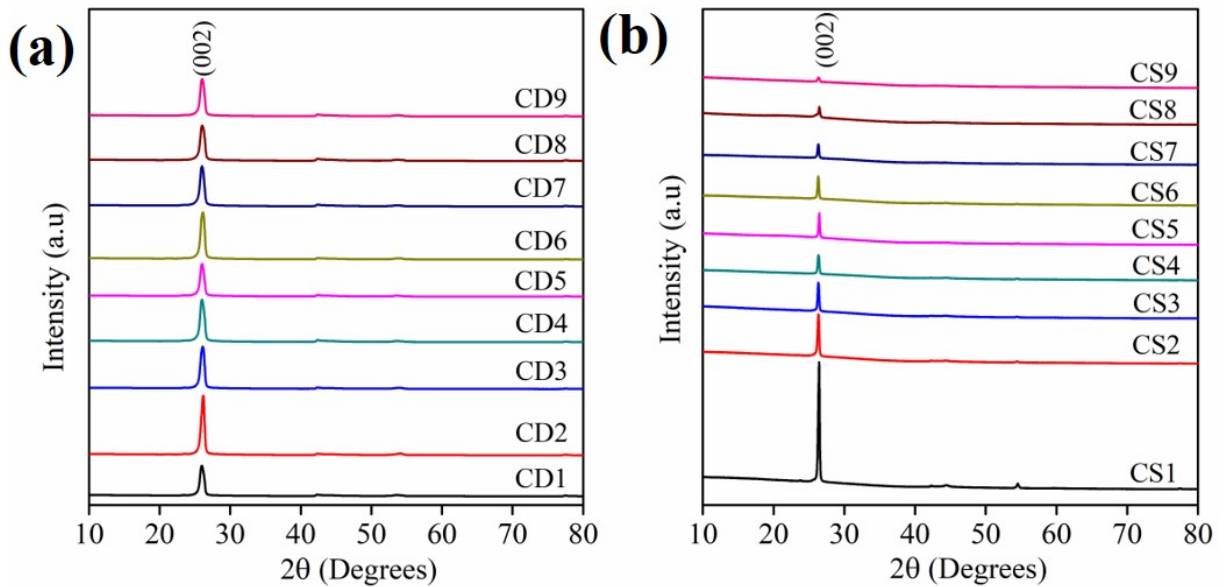 (a)
(002)
CD9
CD8
CD7
CD6
CD5
CD4
CD3
CD2
CD1
Intensity (a.u)
10 20 30 40 50 60 70 80
2θ (Degrees)
(b)
(002)
CS9
CS8
CS7
CS6
CS5
CS4
CS3
CS2
CS1
Intensity (a.u)
10 20 30 40 50 60 70 80
2θ (Degrees)